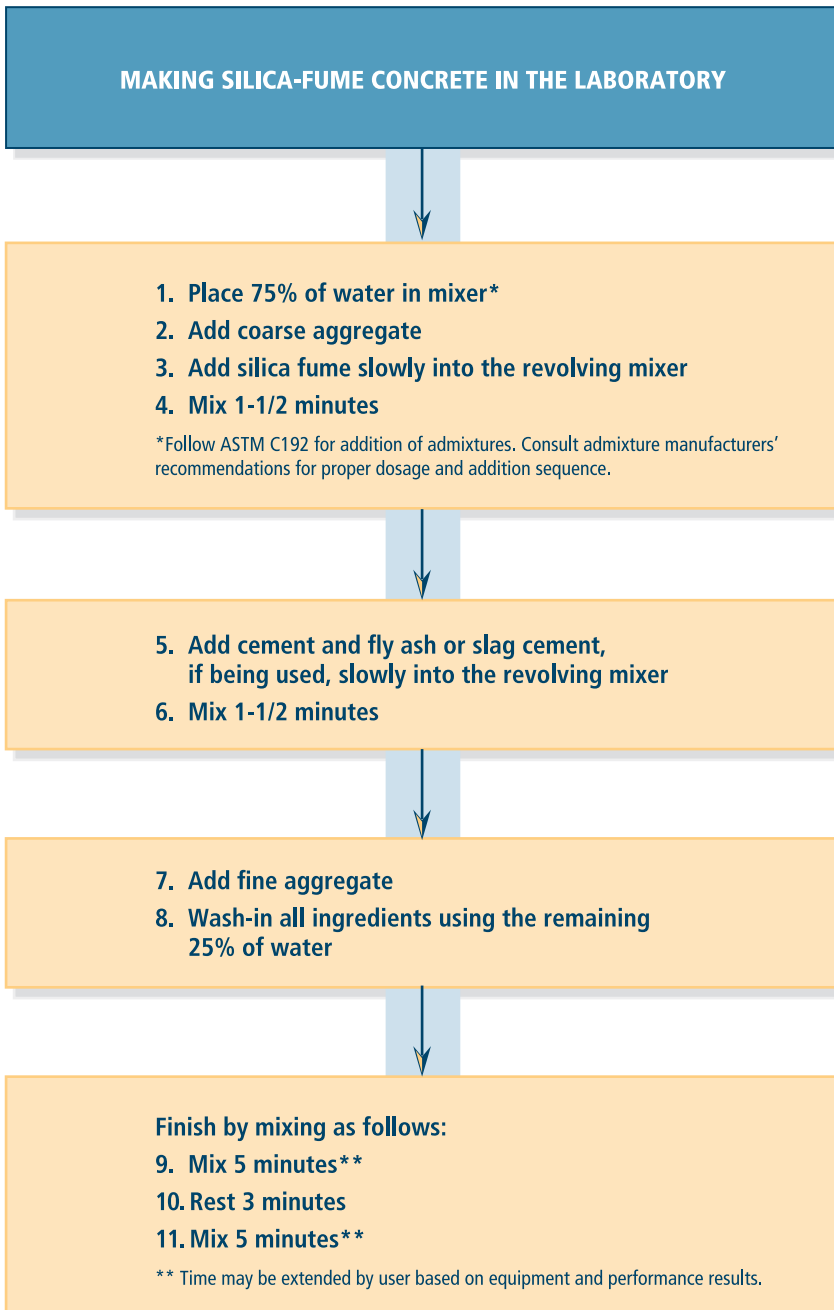 MAKING SILICA-FUME CONCRETE IN THE LABORATORY
1. Place 75% of water in mixer*
2. Add coarse aggregate
3. Add silica fume slowly into the revolving mixer
4. Mix 1-1/2 minutes
*Follow ASTM C192 for addition of admixtures. Consult admixture manufacturers'
recommendations for proper dosage and addition sequence.
5. Add cement and fly ash or slag cement,
if being used, slowly into the revolving mixer
6. Mix 1-1/2 minutes
7. Add fine aggregate
8. Wash-in all ingredients using the remaining
25% of water
Finish by mixing as follows:
9. Mix 5 minutes**
10. Rest 3 minutes
11. Mix 5 minutes**
** Time may be extended by user based on equipment and performance results.